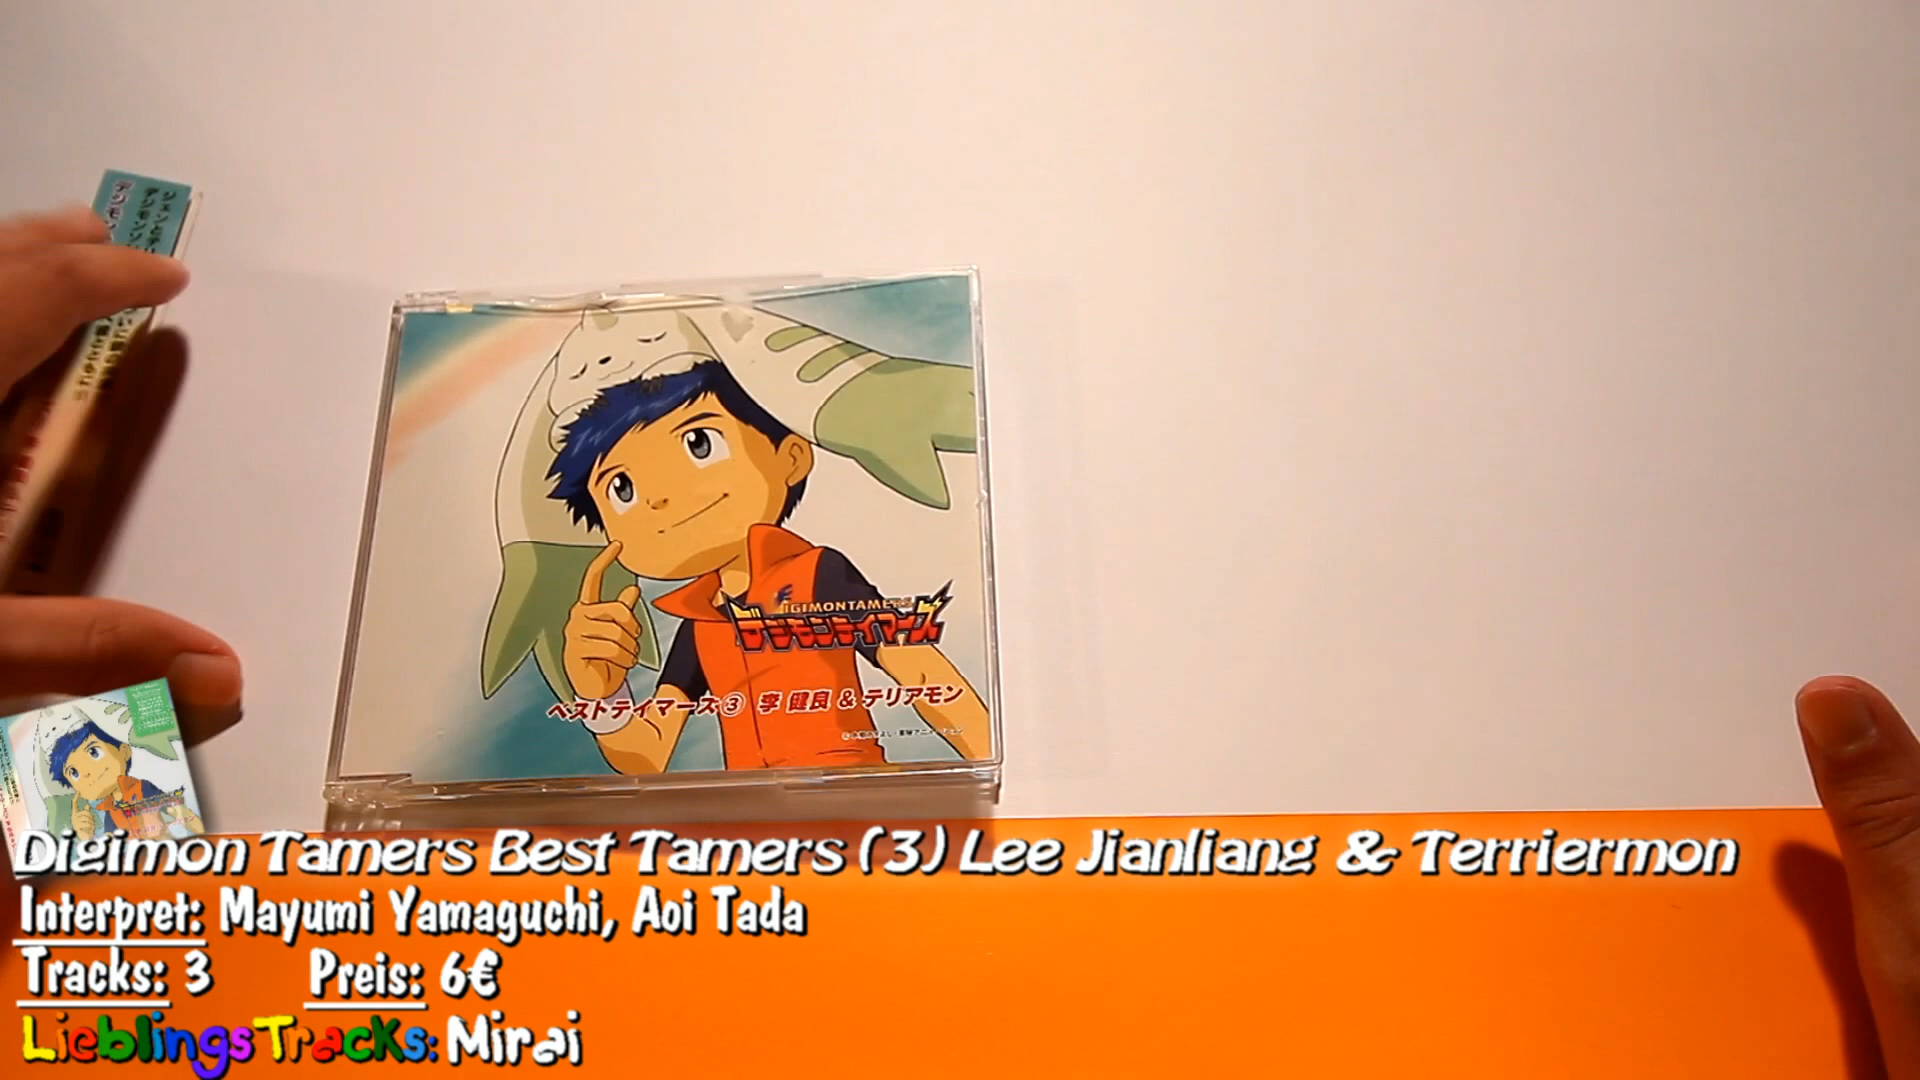 DIGIMONTAMERS
デジモンテイマーズ
ベストテイマーズ③ 李 健良 & テリアモン
Digimon Tamers Best Tamers (3) Lee Jianliang & Terriermon
Interpret: Mayumi Yamaguchi, Aoi Tada
Tracks: 3 Preis: 6€
LieblingsTracks: Mirai